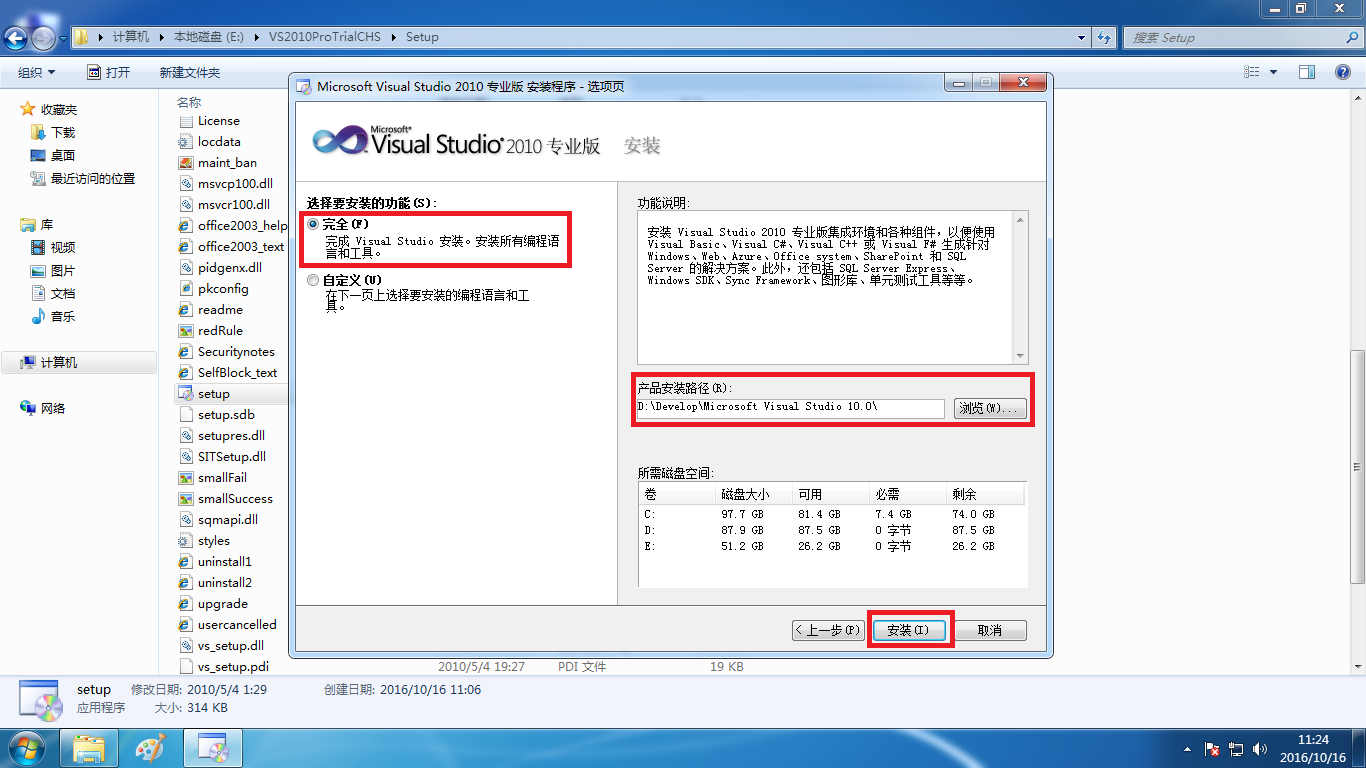 计算机 本地磁盘 (E:) VS2010ProTrialCHS Setup
搜索 Setup
组织 打开 新建文件夹
收藏夹
下载
桌面
最近访问的位置
库
视频
图片
文档
音乐
计算机
网络
名称
License
locdata
maint_ban
msvcp100.dll
msvcr100.dll
office2003_help
office2003_text
pidgenx.dll
pkconfig
readme
redRule
Securitynotes
SelfBlock_text
setup
setup.sdb
setupres.dll
SITSetup.dll
smallFail
smallSuccess
sqmapi.dll
styles
uninstall1
uninstall2
upgrade
usercancelled
vs_setup.dll
vs_setup.pdi 2010/5/4 19:27 PDI 文件 19 KB
Microsoft Visual Studio 2010 专业版 安装程序 - 选项页
Microsoft®
Visual Studio® 2010 专业版 安装
选择要安装的功能(S):
完全(F)
完成 Visual Studio 安装。安装所有编程语
言和工具。
自定义(U)
在下一页上选择要安装的编程语言和工
具。
功能说明:
安装 Visual Studio 2010 专业版集成环境和各种组件，以便使用
Visual Basic、Visual C#、Visual C++ 或 Visual F# 生成针对
Windows、Web、Azure、Office system、SharePoint 和 SQL
Server 的解决方案。此外，还包括 SQL Server Express、
Windows SDK、Sync Framework、图形库、单元测试工具等等。
产品安装路径(R):
D:\Develop\Microsoft Visual Studio 10.0\ 浏览(W)...
所需磁盘空间:
卷 磁盘大小 可用 必需 剩余
C: 97.7 GB 81.4 GB 7.4 GB 74.0 GB
D: 87.9 GB 87.5 GB 0 字节 87.5 GB
E: 51.2 GB 26.2 GB 0 字节 26.2 GB
< 上一步(P) 安装(I) 取消
setup 修改日期: 2010/5/4 1:29 创建日期: 2016/10/16 11:06
应用程序 大小: 314 KB
11:24
2016/10/16